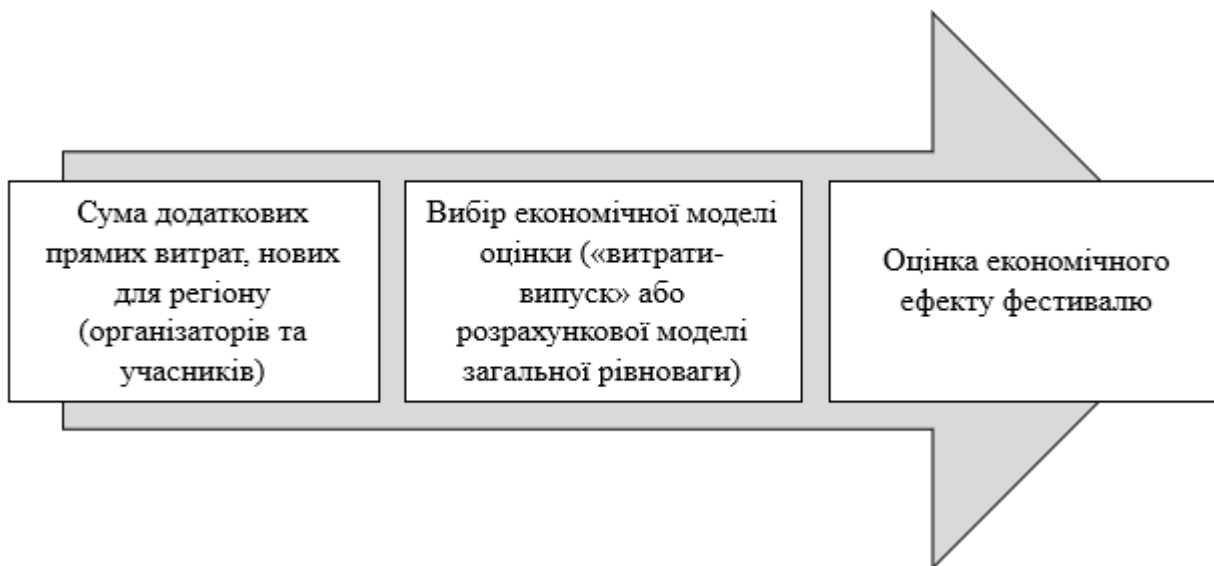 Сума додаткових
прямих витрат, нових
для регіону
(організаторів та
учасників)
Вибір економічної моделі
оцінки («витрати-
випуск» або
розрахункової моделі
загальної рівноваги)
Оцінка економічного
ефекту фестивалю